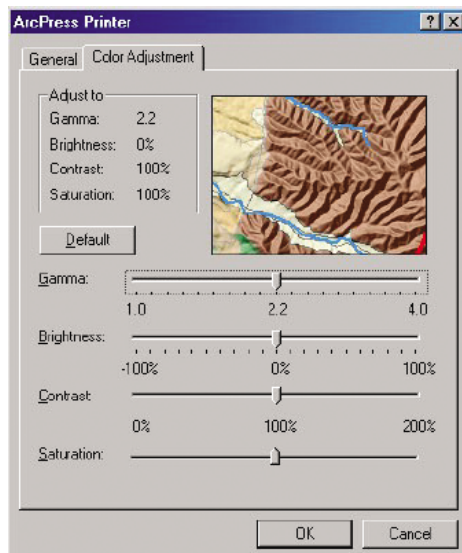 ArcPress Printer
General Color Adjustment
Adjust to
Gamma: 2.2
Brightness: 0%
Contrast: 100%
Saturation: 100%
Default
Gamma:
1.0 2.2 4.0
Brightness:
-100% 0% 100%
Contrast
0% 100% 200%
Saturation:
OK Cancel